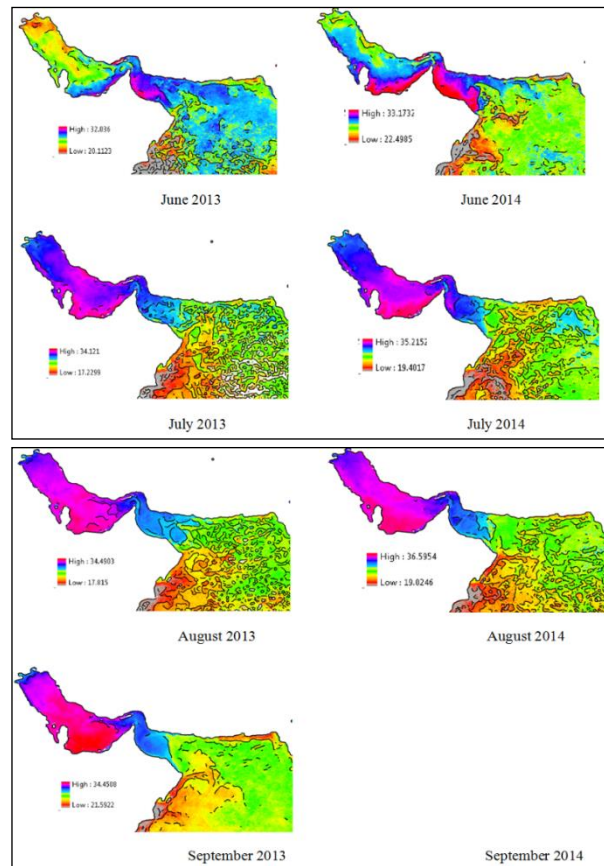 High : 32.836
Low : 20.1123
June 2013
High : 33.1732
Low : 22.4985
June 2014
High : 34.121
Low : 17.2298
July 2013
High : 35.2152
Low : 19.4017
July 2014
High : 34.4903
Low : 17.815
August 2013
High : 36.5954
Low : 19.0246
August 2014
High : 34.4588
Low : 21.5922
September 2013
September 2014